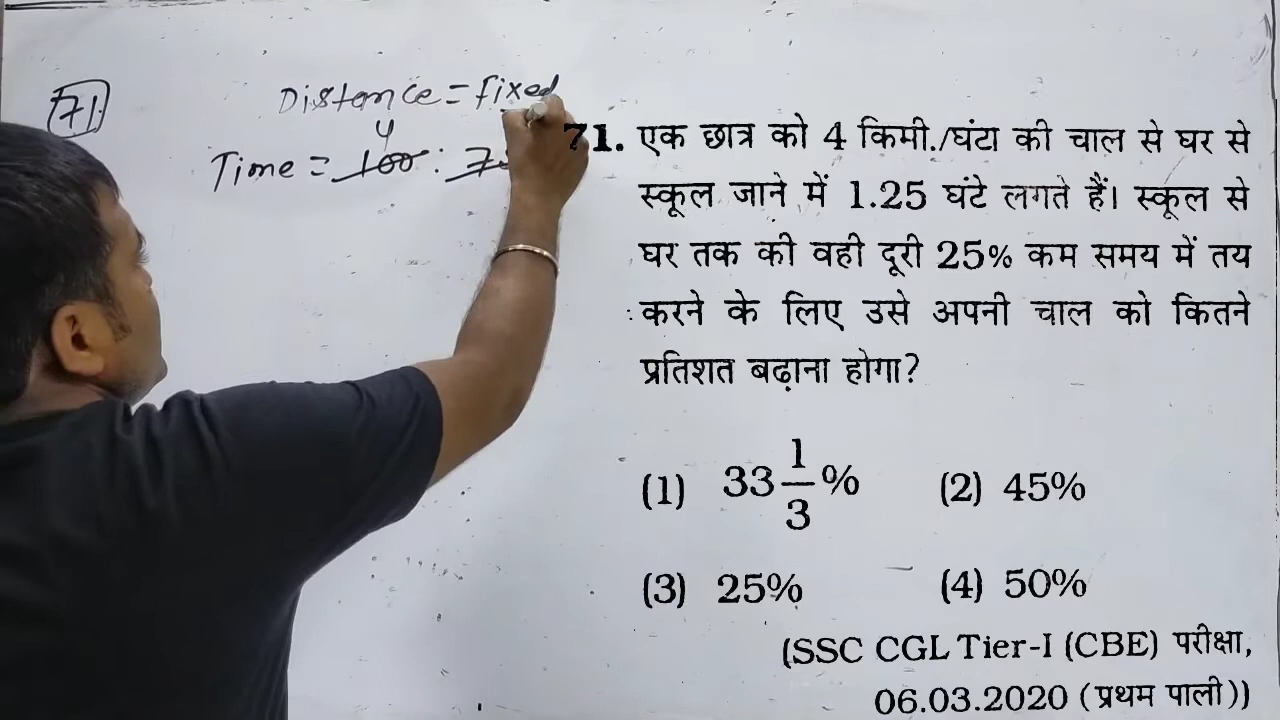 71.
Distance = fixed
4
Time = 100 :
71. एक छात्र को 4 किमी./घंटा की चाल से घर से
स्कूल जाने में 1.25 घंटे लगते हैं। स्कूल से
घर तक की वही दूरी 25% कम समय में तय
करने के लिए उसे अपनी चाल को कितने
प्रतिशत बढ़ाना होगा?
(1) 33 1/3 % (2) 45%
(3) 25% (4) 50%
(SSC CGL Tier-I (CBE) परीक्षा,
06.03.2020 (प्रथम पाली))